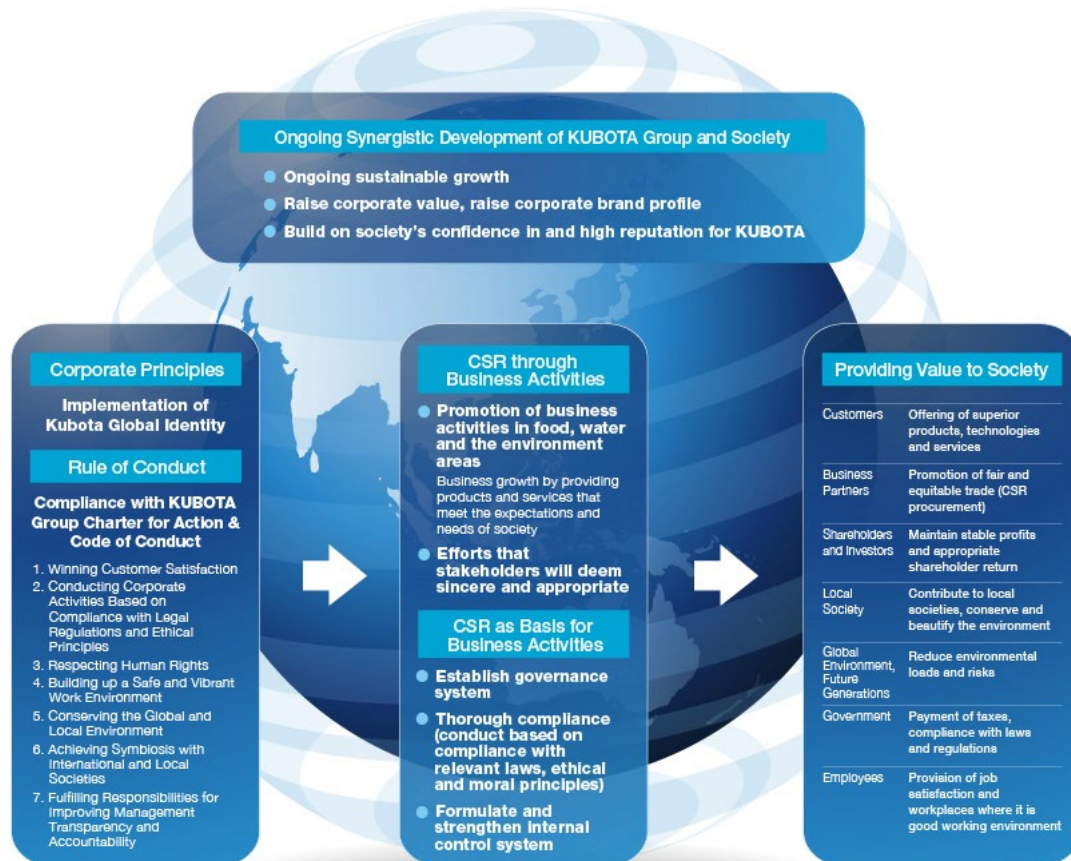 Ongoing Synergistic Development of KUBOTA Group and Society
Ongoing sustainable growth
Raise corporate value, raise corporate brand profile
Build on society's confidence in and high reputation for KUBOTA
Corporate Principles
Implementation of
Kubota Global Identity
Rule of Conduct
Compliance with KUBOTA
Group Charter for Action &
Code of Conduct
1. Winning Customer Satisfaction
2. Conducting Corporate
Activities Based on
Compliance with Legal
Regulations and Ethical
Principles
3. Respecting Human Rights
4. Building up a Safe and Vibrant
Work Environment
5. Conserving the Global and
Local Environment
6. Achieving Symbiosis with
International and Local
Societies
7. Fulfilling Responsibilities for
Improving Management
Transparency and
Accountability
CSR through
Business Activities
Promotion of business
activities in food, water
and the environment
areas
Business growth by providing
products and services that
meet the expectations and
needs of society
Efforts that
stakeholders will deem
sincere and appropriate
CSR as Basis for
Business Activities
Establish governance
system
Thorough compliance
(conduct based on
compliance with
relevant laws, ethical
and moral principles)
Formulate and
strengthen internal
control system
Providing Value to Society
Customers
Offering of superior
products, technologies
and services
Business
Partners
Promotion of fair and
equitable trade (CSR
procurement)
Shareholders
and Investors
Maintain stable profits
and appropriate
shareholder return
Local
Society
Contribute to local
societies, conserve and
beautify the environment
Global
Environment,
Future
Generations
Reduce environmental
loads and risks
Government
Payment of taxes,
compliance with laws
and regulations
Employees
Provision of job
satisfaction and
workplaces where it is
good working environment